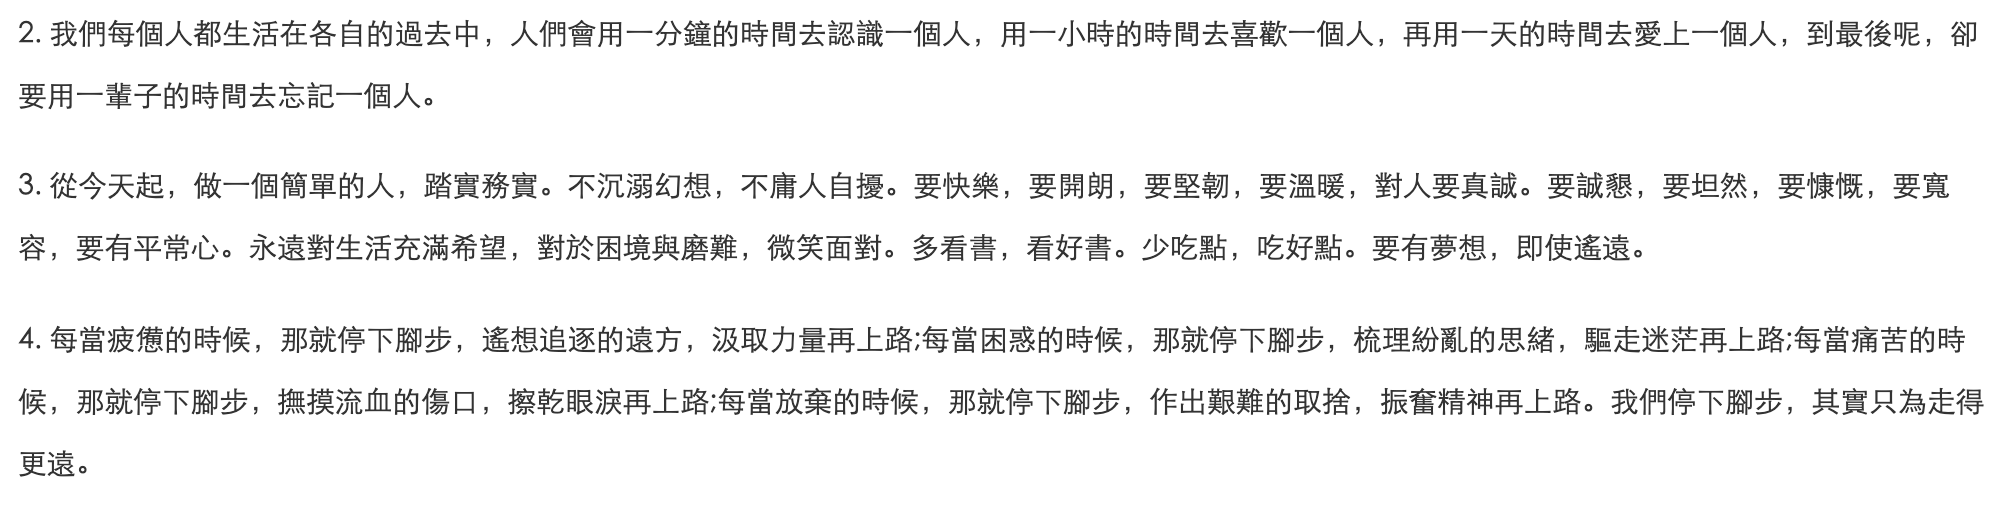 2. 我們每個人都生活在各自的過去中，人們會用一分鐘的時間去認識一個人，用一小時的時間去喜歡一個人，再用一天的時間去愛上一個人，到最後呢，卻
要用一輩子的時間去忘記一個人。
3. 從今天起，做一個簡單的人，踏實務實。不沉溺幻想，不庸人自擾。要快樂，要開朗，要堅韌，要溫暖，對人要真誠。要誠懇，要坦然，要慷慨，要寬
容，要有平常心。永遠對生活充滿希望，對於困境與磨難，微笑面對。多看書，看好書。少吃點，吃好點。要有夢想，即使遙遠。
4. 每當疲憊的時候，那就停下腳步，遙想追逐的遠方，汲取力量再上路;每當困惑的時候，那就停下腳步，梳理紛亂的思緒，驅走迷茫再上路;每當痛苦的時
候，那就停下腳步，撫摸流血的傷口，擦乾眼淚再上路;每當放棄的時候，那就停下腳步，作出艱難的取捨，振奮精神再上路。我們停下腳步，其實只為走得
更遠。